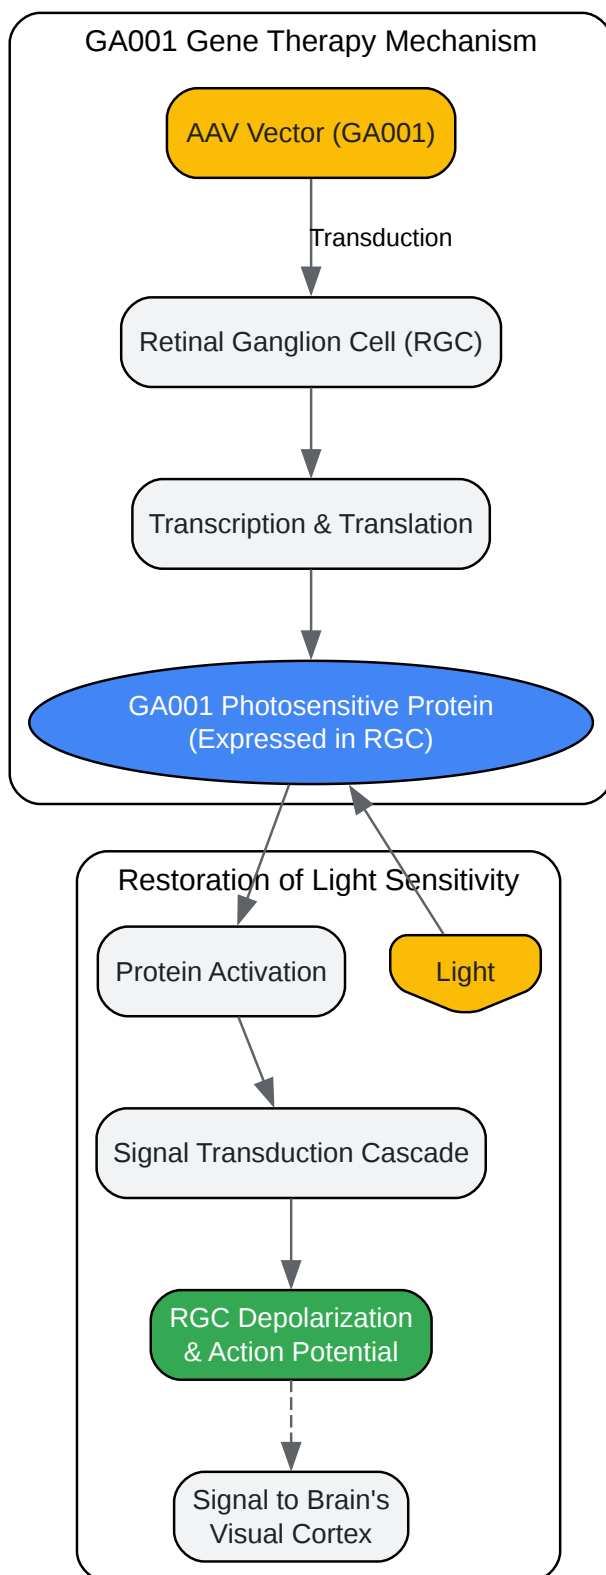 GA001 Gene Therapy Mechanism
AAV Vector (GA001)
Transduction
Retinal Ganglion Cell (RGC)
Transcription & Translation
GA001 Photosensitive Protein
(Expressed in RGC)
Restoration of Light Sensitivity
Protein Activation
Light
Signal Transduction Cascade
RGC Depolarization
& Action Potential
Signal to Brain's
Visual Cortex